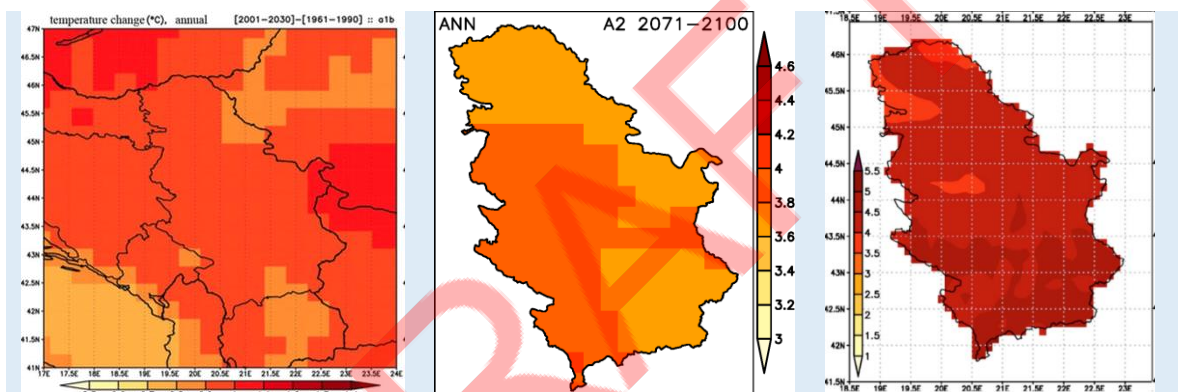 temperature change(°C), annual [2001-2030]-[1961-1990] :: a1b
47N
46.5N
46N
45.5N
45N
44.5N
44N
43.5N
43N
42.5N
42N
41.5N
41N
17E 17.5E 18E 18.5E 19E 19.5E 20E 20.5E 21E 21.5E 22E 22.5E 23E 23.5E 24E
ANN A2 2071-2100
4.6
4.4
4.2
4
3.8
3.6
3.4
3.2
3
18.5E 19E 19.5E 20E 20.5E 21E 21.5E 22E 22.5E 23E
46N
45.5N
45N
44.5N
44N
43.5N
43N
42.5N
42N
41.5N
5.5
5
4.5
4
3.5
3
2.5
2
1.5
1
DRAFT